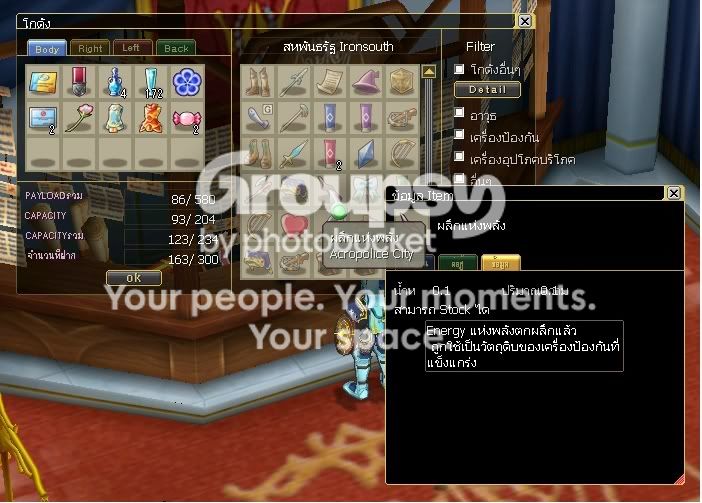 โกดัง
Body Right Left Back
4 172
2 2
PAYLOADรวม 86/580
CAPACITY 93/204
CAPACITYรวม 123/234
จำนวนที่ฝาก 163/300
OK
สหพันธรัฐ Ironsouth
G
2
Filter
โกดังอื่นๆ
Detail
อาวุธ
เครื่องป้องกัน
เครื่องอุปโภคบริโภค
อื่นๆ
ผลึกแห่งพลัง
Acropolice City
ข้อมูล Item
ผลึกแห่งพลัง
ข้อมูล
0.1
สามารถ Stock ได้
Energy แห่งพลังตกผลึกแล้ว
ถูกใช้เป็นวัตถุดิบของเครื่องป้องกันที่
แข็งแกร่ง
Groupsy
by photobucket
Your people. Your moments.
Your space